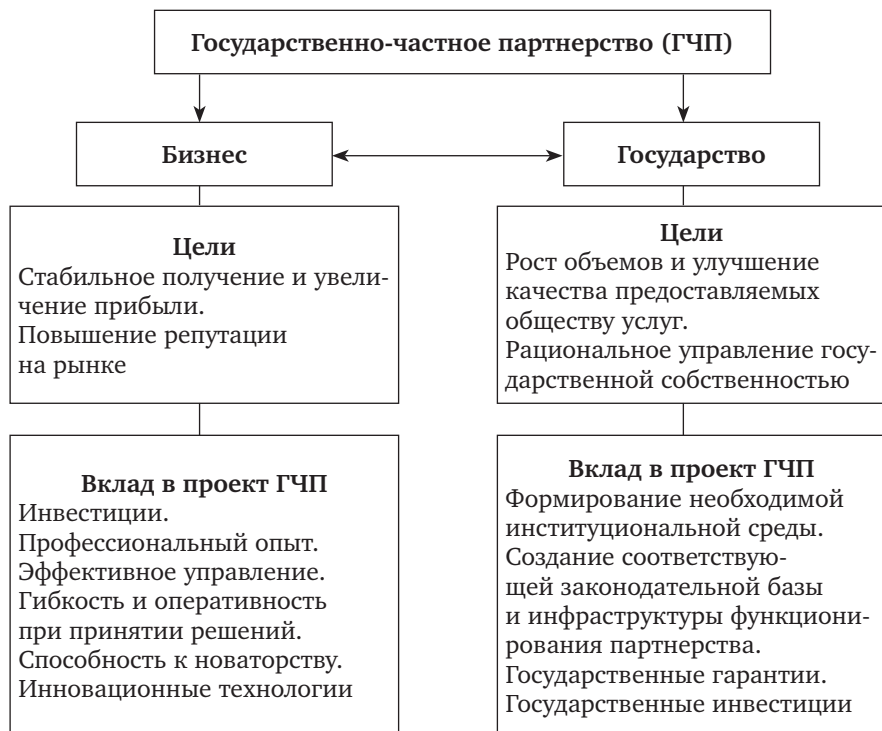 Государственно-частное партнерство (ГЧП)
Бизнес
Государство
Цели
Стабильное получение и увели-
чение прибыли.
Повышение репутации
на рынке
Цели
Рост объемов и улучшение
качества предоставляемых
обществу услуг.
Рациональное управление госу-
дарственной собственностью
Вклад в проект ГЧП
Инвестиции.
Профессиональный опыт.
Эффективное управление.
Гибкость и оперативность
при принятии решений.
Способность к новаторству.
Инновационные технологии
Вклад в проект ГЧП
Формирование необходимой
институциональной среды.
Создание соответствую-
щей законодательной базы
и инфраструктуры функциони-
рования партнерства.
Государственные гарантии.
Государственные инвестиции